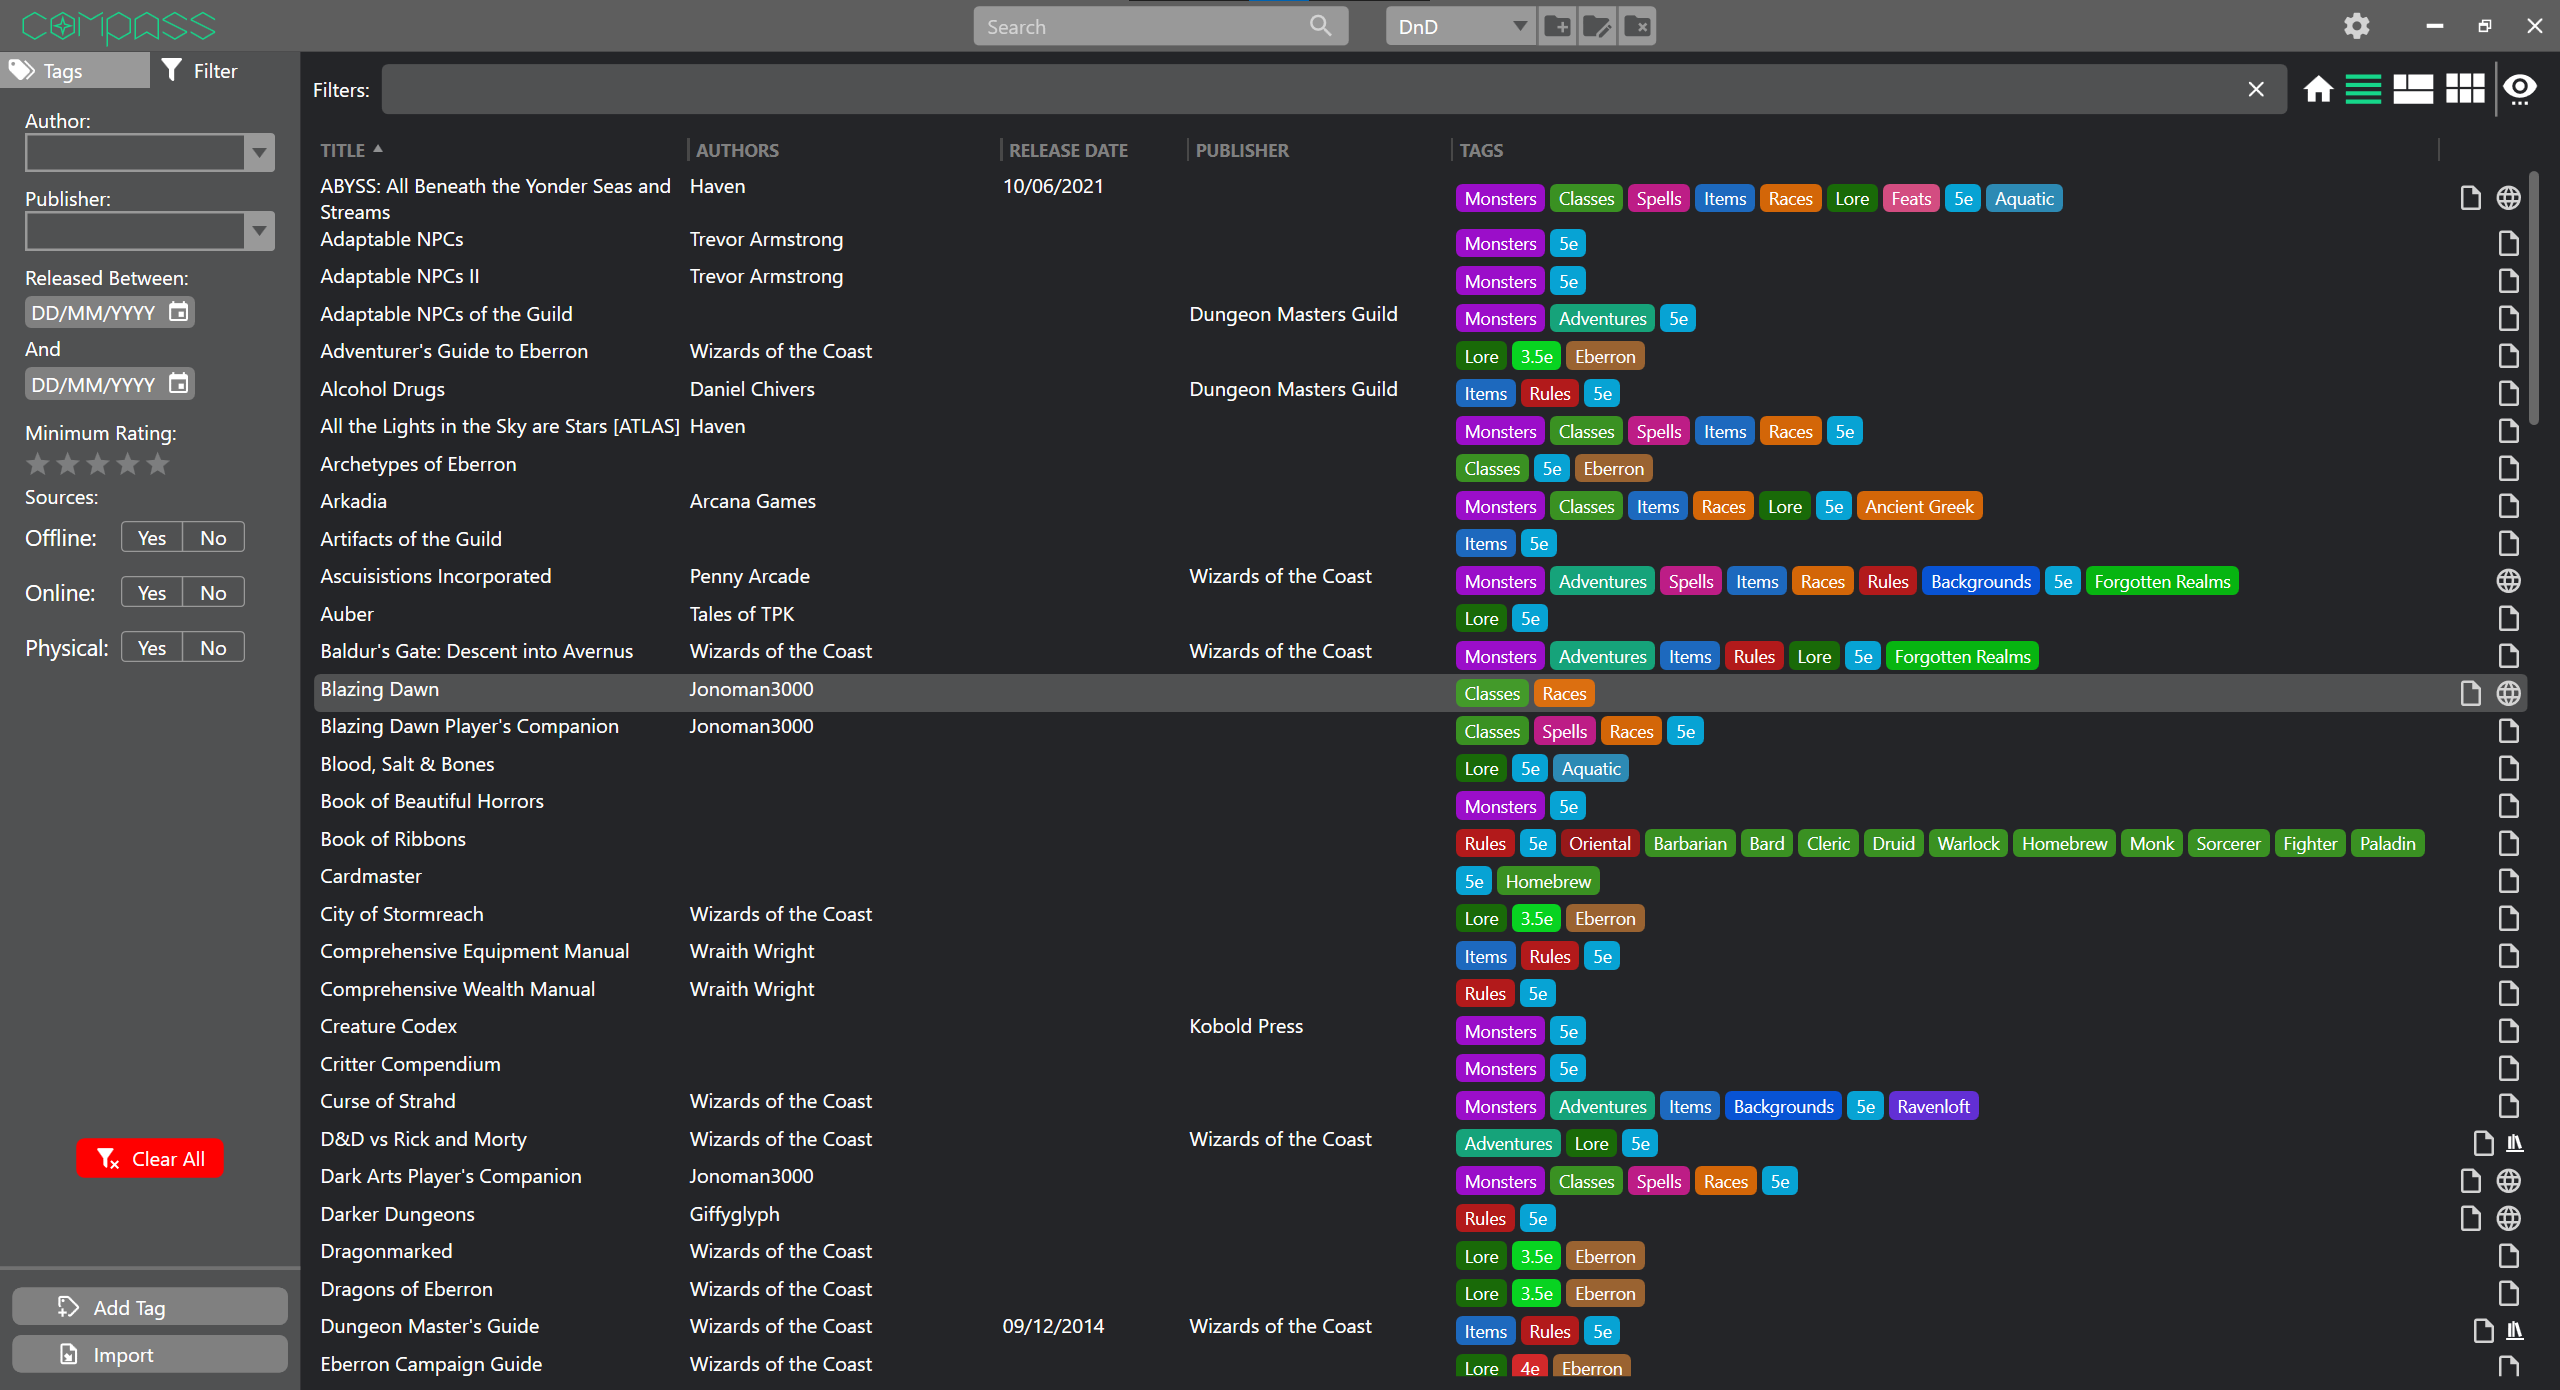 COMPASS
Search
DnD
Tags
Filter
Filters:
Author:
Publisher:
Released Between:
DD/MM/YYYY
And
DD/MM/YYYY
Minimum Rating:
Sources:
Offline: Yes No
Online: Yes No
Physical: Yes No
Clear All
Add Tag
Import
TITLE AUTHORS RELEASE DATE PUBLISHER TAGS
ABYSS: All Beneath the Yonder Seas and Haven 10/06/2021 Monsters Classes Spells Items Races Lore Feats 5e Aquatic
Streams
Adaptable NPCs Trevor Armstrong Monsters 5e
Adaptable NPCs II Trevor Armstrong Monsters 5e
Adaptable NPCs of the Guild Dungeon Masters Guild Monsters Adventures 5e
Adventurer's Guide to Eberron Wizards of the Coast Lore 3.5e Eberron
Alcohol Drugs Daniel Chivers Dungeon Masters Guild Items Rules 5e
All the Lights in the Sky are Stars [ATLAS] Haven Monsters Classes Spells Items Races 5e
Archetypes of Eberron Classes 5e Eberron
Arkadia Arcana Games Monsters Classes Items Races Lore 5e Ancient Greek
Artifacts of the Guild Items 5e
Ascuisistions Incorporated Penny Arcade Wizards of the Coast Monsters Adventures Spells Items Races Rules Backgrounds 5e Forgotten Realms
Auber Tales of TPK Lore 5e
Baldur's Gate: Descent into Avernus Wizards of the Coast Wizards of the Coast Monsters Adventures Items Rules Lore 5e Forgotten Realms
Blazing Dawn Jonoman3000 Classes Races
Blazing Dawn Player's Companion Jonoman3000 Classes Spells Races 5e
Blood, Salt & Bones Lore 5e Aquatic
Book of Beautiful Horrors Monsters 5e
Book of Ribbons Rules 5e Oriental Barbarian Bard Cleric Druid Warlock Homebrew Monk Sorcerer Fighter Paladin
Cardmaster 5e Homebrew
City of Stormreach Wizards of the Coast Lore 3.5e Eberron
Comprehensive Equipment Manual Wraith Wright Items Rules 5e
Comprehensive Wealth Manual Wraith Wright Rules 5e
Creature Codex Kobold Press Monsters 5e
Critter Compendium Monsters 5e
Curse of Strahd Wizards of the Coast Monsters Adventures Items Backgrounds 5e Ravenloft
D&D vs Rick and Morty Wizards of the Coast Wizards of the Coast Adventures Lore 5e
Dark Arts Player's Companion Jonoman3000 Monsters Classes Spells Races 5e
Darker Dungeons Giffyglyph Rules 5e
Dragonmarked Wizards of the Coast Lore 3.5e Eberron
Dragons of Eberron Wizards of the Coast Lore 3.5e Eberron
Dungeon Master's Guide Wizards of the Coast 09/12/2014 Wizards of the Coast Items Rules 5e
Eberron Campaign Guide Wizards of the Coast Lore 4e Eberron